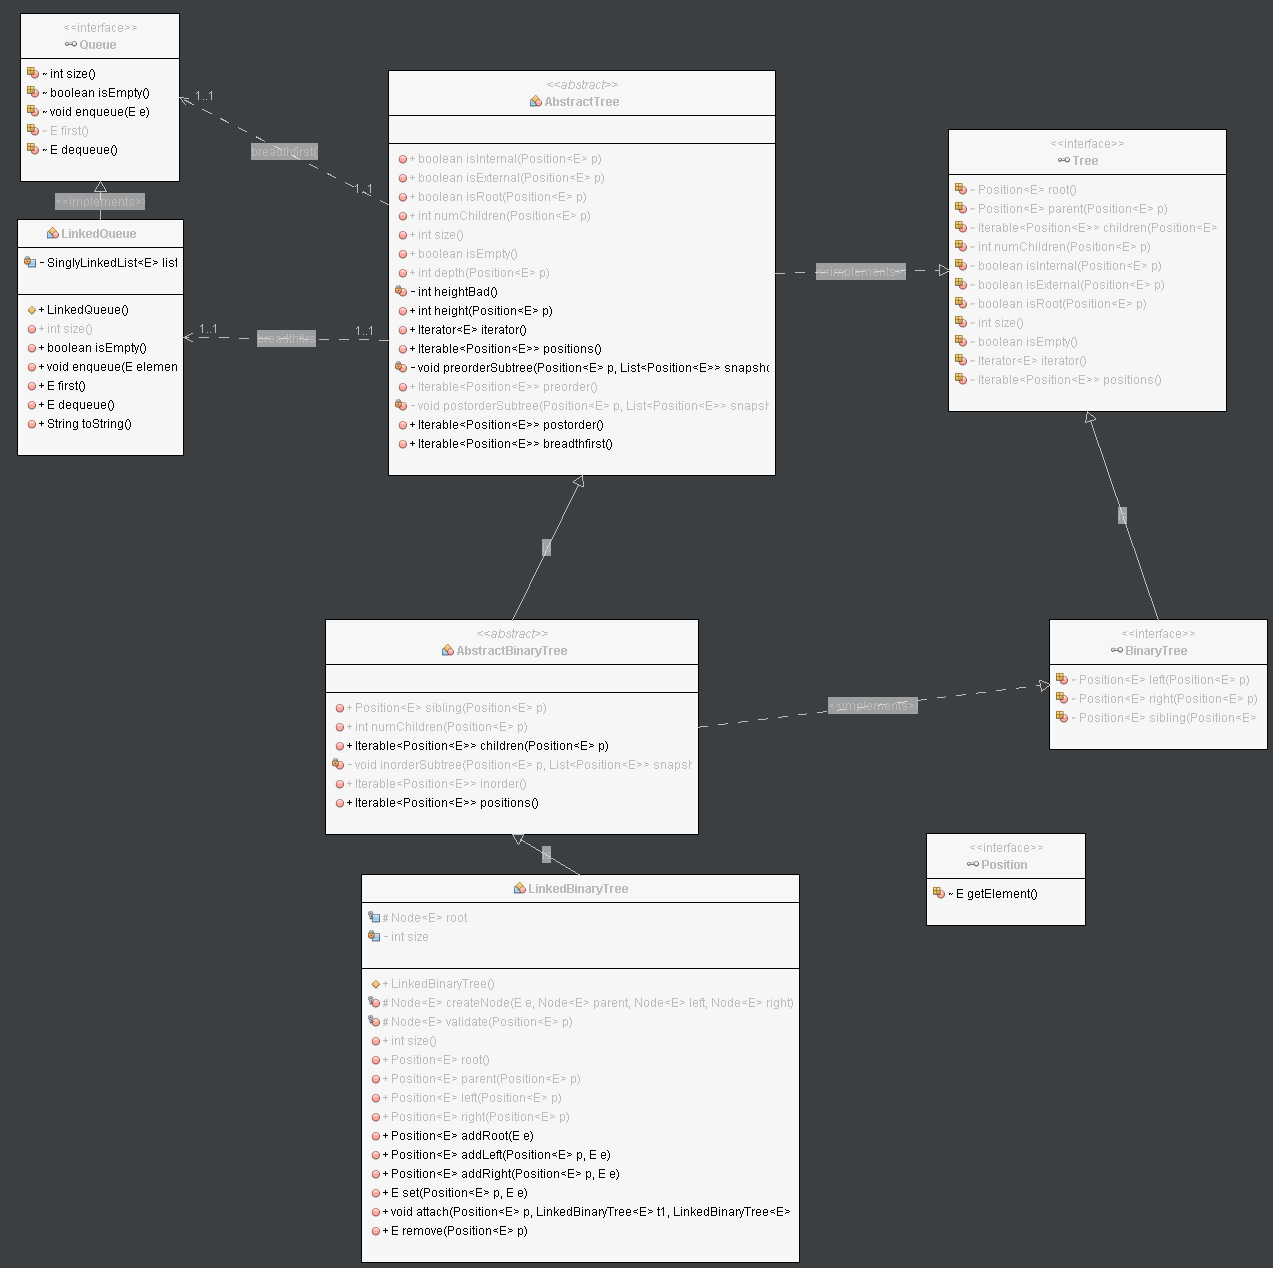 <<interface>>
Queue
~ int size()
~ boolean isEmpty()
~ void enqueue(E e)
~ E first()
~ E dequeue()
<<implements>
LinkedQueue
- SinglyLinkedList<E> list
+ LinkedQueue()
+ int size()
+ boolean isEmpty()
+ void enqueue(E elemen
+ E first()
+ E dequeue()
+ String toString()
1..1
breadthfirst(
1..1
1..1
breadthfirs
1..1
<<abstract>>
AbstractTree
+ boolean isInternal(Position<E> p)
+ boolean isExternal(Position<E> p)
+ boolean isRoot(Position<E> p)
+ int numChildren(Position<E> p)
+ int size()
+ boolean isEmpty()
+ int depth(Position<E> p)
- int heightBad()
+ int height(Position<E> p)
+ Iterator<E> iterator()
+ Iterable<Position<E>> positions()
- void preorderSubtree(Position<E> p, List<Position<E>> snapsho
+ Iterable<Position<E>> preorder()
- void postorderSubtree(Position<E> p, List<Position<E>> snapsh
+ Iterable<Position<E>> postorder()
+ Iterable<Position<E>> breadthfirst()
<<implements>
<<interface>>
Tree
~ Position<E> root()
~ Position<E> parent(Position<E> p)
~ Iterable<Position<E>> children(Position<E>
~ int numChildren(Position<E> p)
~ boolean isInternal(Position<E> p)
~ boolean isExternal(Position<E> p)
~ boolean isRoot(Position<E> p)
~ int size()
~ boolean isEmpty()
~ Iterator<E> iterator()
~ Iterable<Position<E>> positions()
<<abstract>>
AbstractBinaryTree
+ Position<E> sibling(Position<E> p)
+ int numChildren(Position<E> p)
+ Iterable<Position<E>> children(Position<E> p)
- void inorderSubtree(Position<E> p, List<Position<E>> snapsh
+ Iterable<Position<E>> inorder()
+ Iterable<Position<E>> positions()
<<implements>
<<interface>>
BinaryTree
~ Position<E> left(Position<E> p)
~ Position<E> right(Position<E> p)
~ Position<E> sibling(Position<E>
<<interface>>
Position
~ E getElement()
LinkedBinaryTree
# Node<E> root
- int size
+ LinkedBinaryTree()
# Node<E> createNode(E e, Node<E> parent, Node<E> left, Node<E> right)
# Node<E> validate(Position<E> p)
+ int size()
+ Position<E> root()
+ Position<E> parent(Position<E> p)
+ Position<E> left(Position<E> p)
+ Position<E> right(Position<E> p)
+ Position<E> addRoot(E e)
+ Position<E> addLeft(Position<E> p, E e)
+ Position<E> addRight(Position<E> p, E e)
+ E set(Position<E> p, E e)
+ void attach(Position<E> p, LinkedBinaryTree<E> t1, LinkedBinaryTree<E>
+ E remove(Position<E> p)